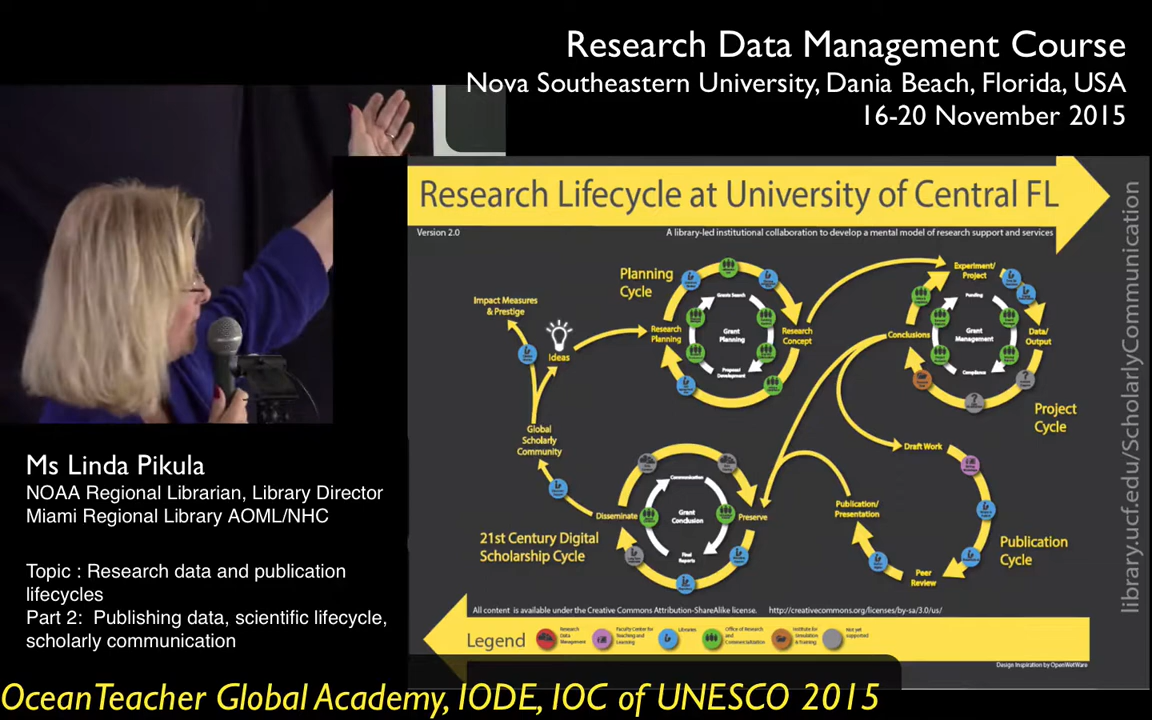 Research Data Management Course
Nova Southeastern University, Dania Beach, Florida, USA
16-20 November 2015
Research Lifecycle at University of Central FL
Version 2.0
A library-led institutional collaboration to develop a mental model of research support and services
Planning
Cycle
Impact Measures
& Prestige
Ideas
Research
Planning
Grants Search
Grant
Planning
Proposal
Development
Research
Concept
Experiment/
Project
Conclusions
Funding
Grant
Management
Compliance
Data/
Output
Project
Cycle
Global
Scholarly
Community
Draft Work
Communication
Grant
Conclusion
Final
Reports
Disseminate
Preserve
Publication/
Presentation
21st Century Digital
Scholarship Cycle
Peer
Review
Publication
Cycle
library.ucf.edu/ScholarlyCommunication
All content is available under the Creative Commons Attribution-ShareAlike license. http://creativecommons.org/licenses/by-sa/3.0/us/
Legend
Research
Data
Management
Faculty Center for
Teaching and
Learning
Libraries
Office of Research
and
Commercialization
Institute for
Simulation
& Training
Not yet
supported
Design Inspiration by OpenWetWare
Ms Linda Pikula
NOAA Regional Librarian, Library Director
Miami Regional Library AOML/NHC
Topic : Research data and publication
lifecycles
Part 2: Publishing data, scientific lifecycle,
scholarly communication
OceanTeacher Global Academy, IODE, IOC of UNESCO 2015